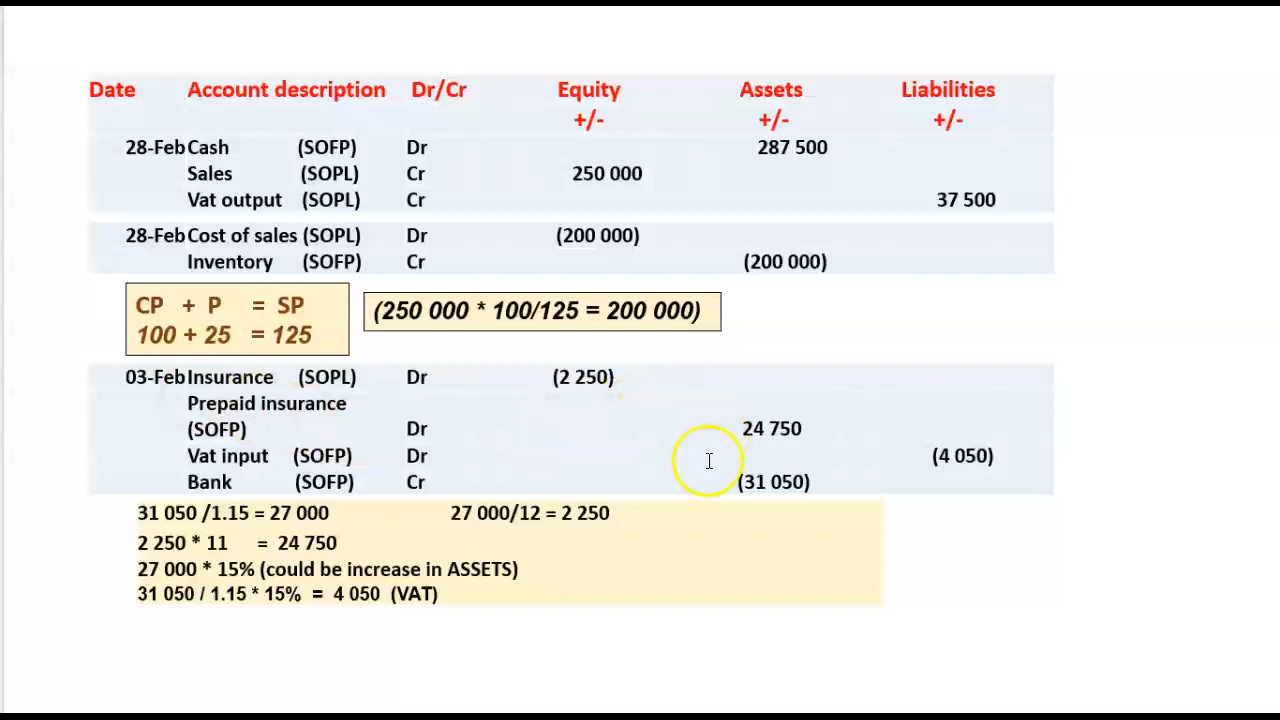 Date Account description Dr/Cr Equity Assets Liabilities
+/- +/- +/-
28-Feb Cash (SOFP) Dr 287 500
Sales (SOPL) Cr 250 000
Vat output (SOPL) Cr 37 500
28-Feb Cost of sales (SOPL) Dr (200 000)
Inventory (SOFP) Cr (200 000)
CP + P = SP
100 + 25 = 125
(250 000 * 100/125 = 200 000)
03-Feb Insurance (SOPL) Dr (2 250)
Prepaid insurance
(SOFP) Dr 24 750
Vat input (SOFP) Dr (4 050)
Bank (SOFP) Cr (31 050)
31 050 /1.15 = 27 000 27 000/12 = 2 250
2 250 * 11 = 24 750
27 000 * 15% (could be increase in ASSETS)
31 050 / 1.15 * 15% = 4 050 (VAT)